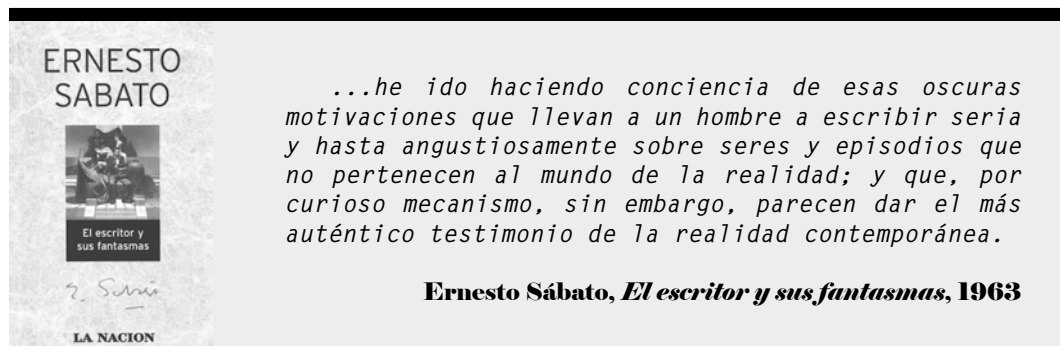 ERNESTO
SABATO
El escritor y
sus fantasmas
LA NACION
...he ido haciendo conciencia de esas oscuras
motivaciones que llevan a un hombre a escribir seria
y hasta angustiosamente sobre seres y episodios que
no pertenecen al mundo de la realidad; y que, por
curioso mecanismo, sin embargo, parecen dar el más
auténtico testimonio de la realidad contemporánea.
Ernesto Sábato, El escritor y sus fantasmas, 1963